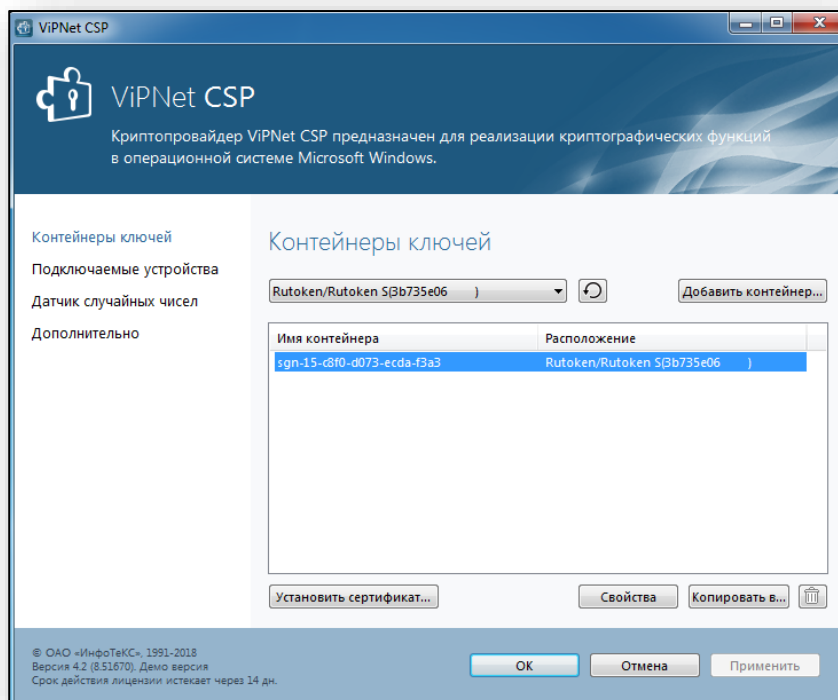 ViPNet CSP
ViPNet CSP
Криптопровайдер ViPNet CSP предназначен для реализации криптографических функций
в операционной системе Microsoft Windows.
Контейнеры ключей
Подключаемые устройства
Датчик случайных чисел
Дополнительно
Контейнеры ключей
Rutoken/Rutoken S(3b735e06 )
Добавить контейнер...
Имя контейнера Расположение
sgn-15-c8f0-d073-ecda-f3a3 Rutoken/Rutoken S(3b735e06 )
Установить сертификат... Свойства Копировать в...
© ОАО «ИнфоТеКС», 1991-2018
Версия 4.2 (8.51670). Демо версия
Срок действия лицензии истекает через 14 дн.
ОК Отмена Применить